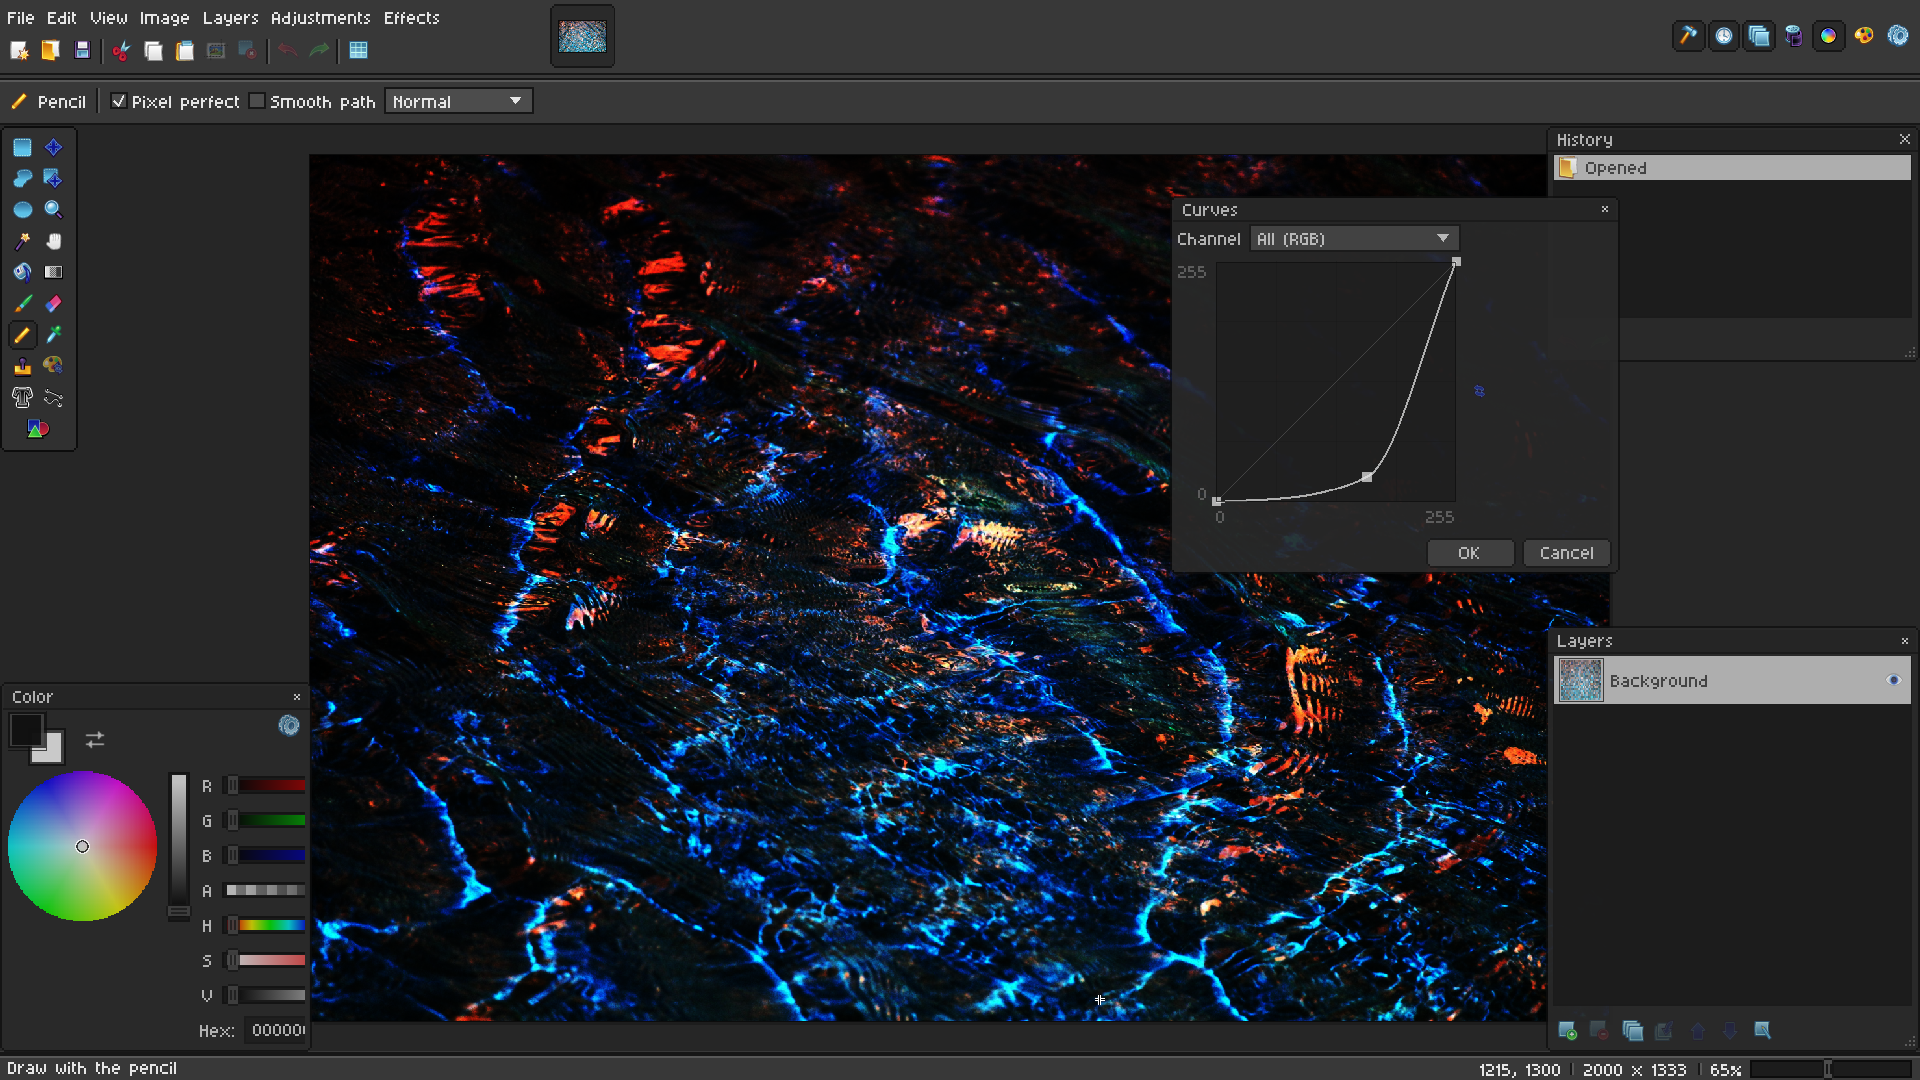 File Edit View Image Layers Adjustments Effects
Pencil Pixel perfect Smooth path Normal
History
Opened
Curves
Channel All (RGB)
255
0
0 255
OK Cancel
Layers
Background
Color
R
G
B
A
H
S
V
Hex: 000000
Draw with the pencil
1215, 1300 2000 x 1333 65%